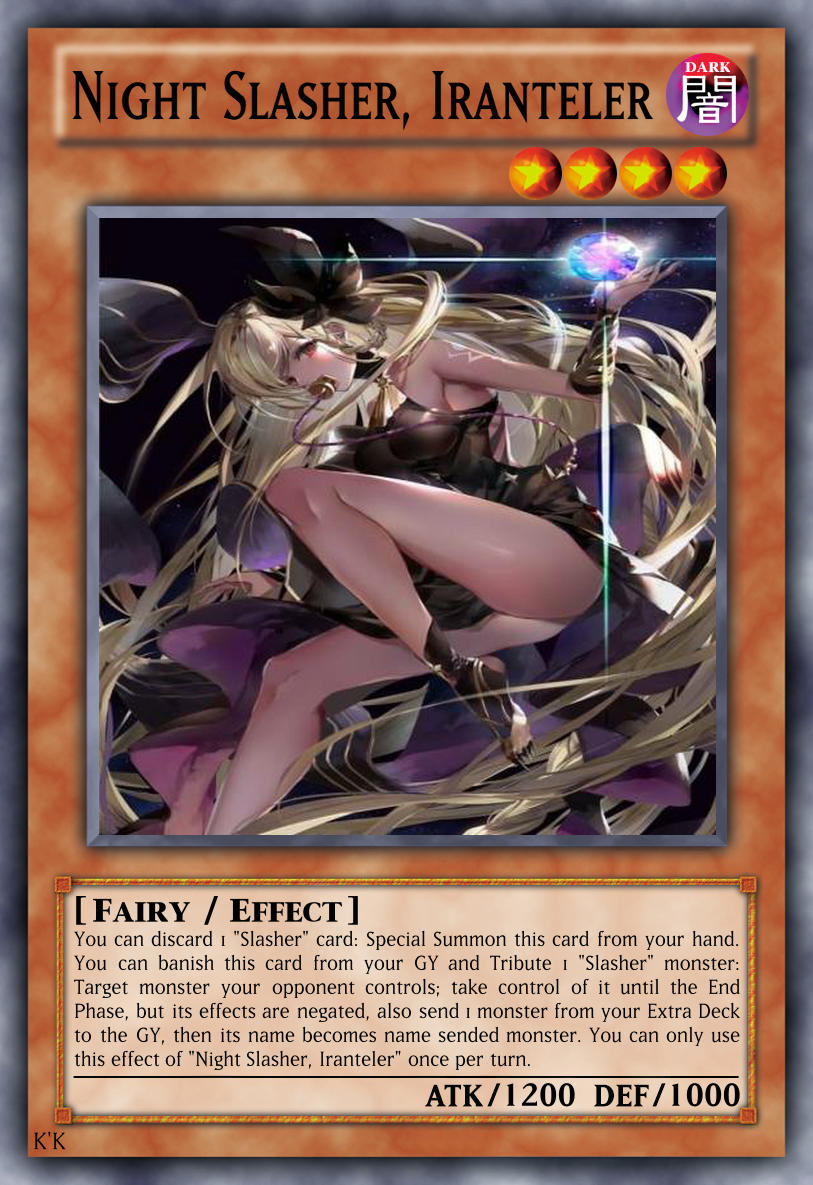 Night Slasher, Iranteler
DARK
闇
[ Fairy / Effect ]
You can discard 1 "Slasher" card: Special Summon this card from your hand.
You can banish this card from your GY and Tribute 1 "Slasher" monster:
Target monster your opponent controls; take control of it until the End
Phase, but its effects are negated, also send 1 monster from your Extra Deck
to the GY, then its name becomes name sended monster. You can only use
this effect of "Night Slasher, Iranteler" once per turn.
ATK/1200 DEF/1000
K'K